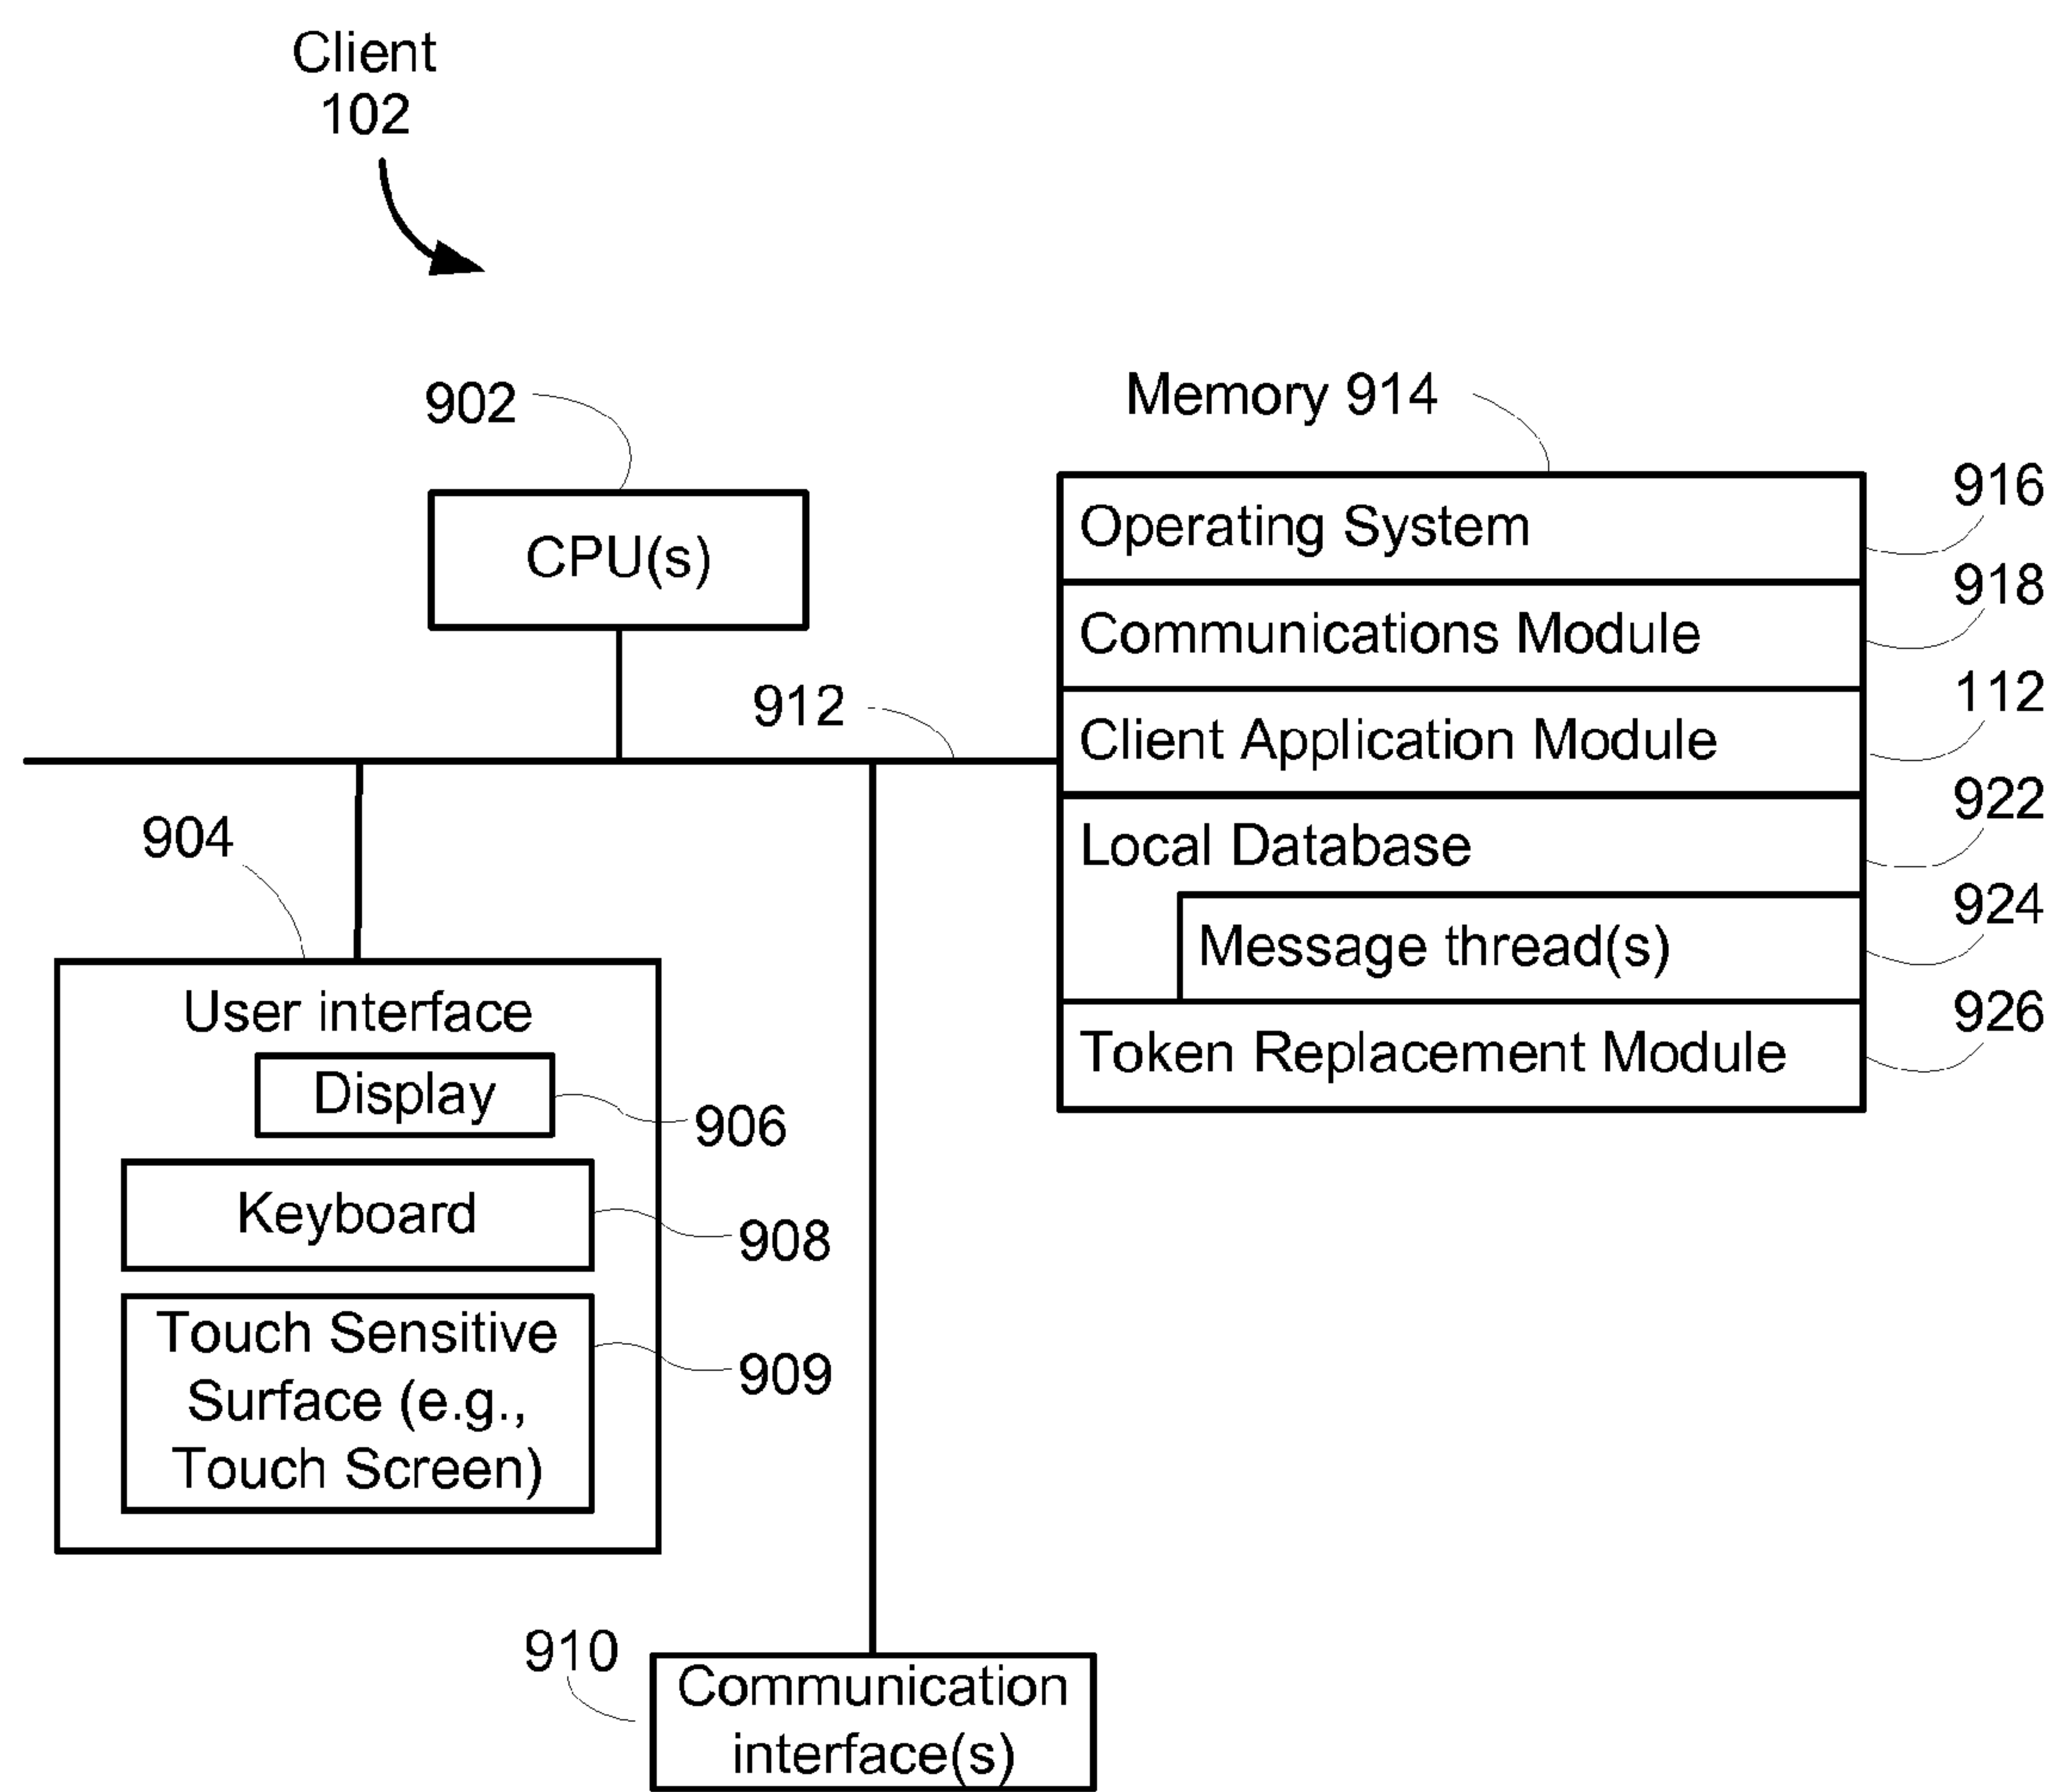 Client
102
902
CPU(s)
912
Memory 914
Operating System
916
Communications Module
918
Client Application Module
112
Local Database
922
Message thread(s)
924
Token Replacement Module
926
904
User interface
Display
906
Keyboard
908
Touch Sensitive
Surface (e.g.,
Touch Screen)
909
910
Communication
interface(s)